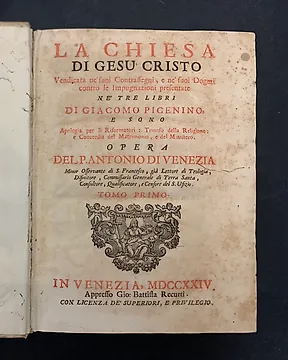 LA CHIESA
DI GESU CRISTO
Vendicata ne' suoi Contrassegni, e ne' suoi Dogmi
contro le Impugnazioni presentate
NE' TRE LIBRI
DI GIACOMO PICENINO,
E SONO
Apologia per i Riformatori: Trionfo della Religione:
e Concordia del Matrimonio, e del Ministero.
OPERA
DEL P. ANTONIO DI VENEZIA
Minor Osservante di S. Francesco, già Lettore di Teologia,
Difinitore, Commissario Generale di Terra Santa,
Consultore, Qualificatore, e Censore del S. Ufizio.
TOMO PRIMO.
IN VENEZIA, MDCCXXIV.
Appresso Gio: Battista Recurti.
CON LICENZA DE' SUPERIORI, E PRIVILEGIO.